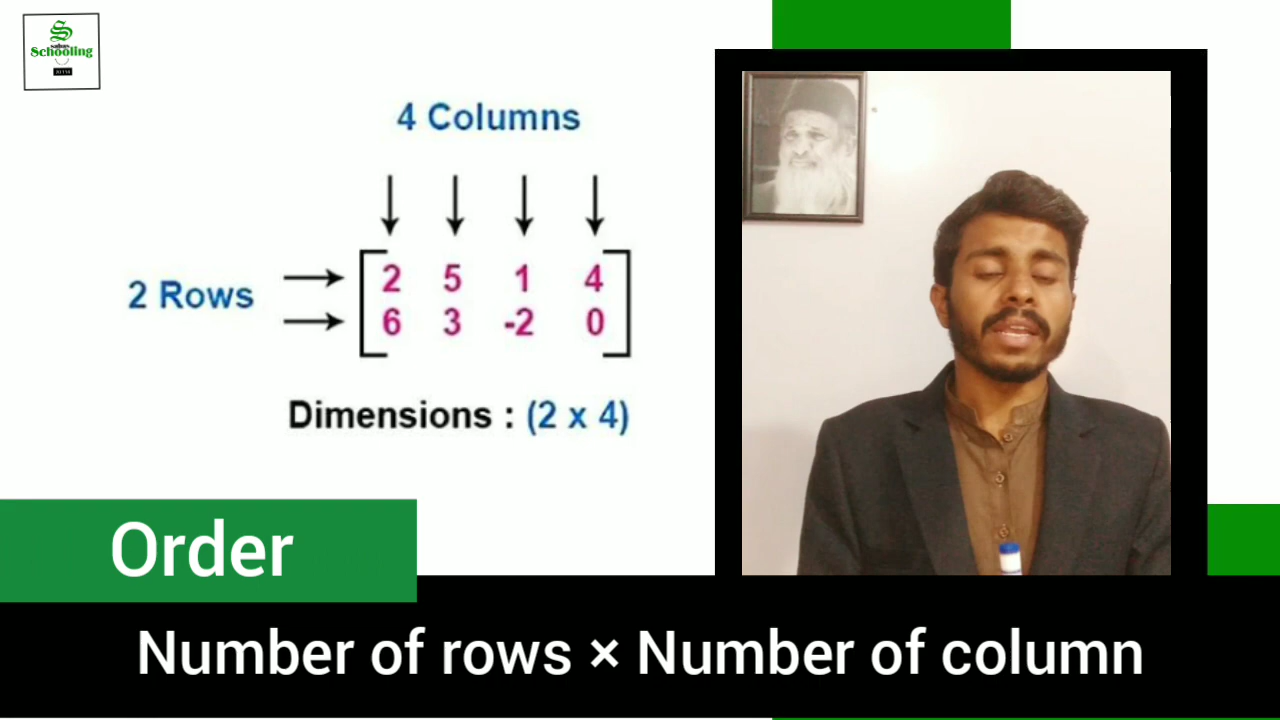 S
Schooling
4 Columns
2 Rows
2 5 1 4
6 3 -2 0
Dimensions : (2 x 4)
Order
Number of rows × Number of column